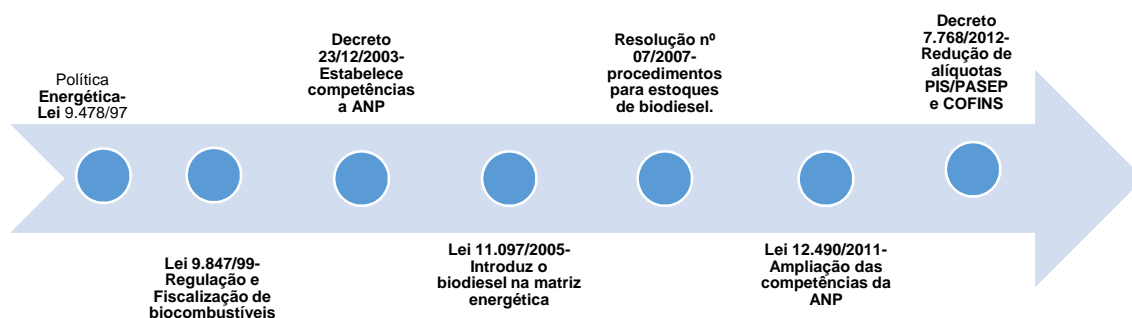 Política
Energética-
Lei 9.478/97
Lei 9.847/99-
Regulação e
Fiscalização de
biocombustíveis
Decreto
23/12/2003-
Estabelece
competências
a ANP
Lei 11.097/2005-
Introduz o
biodiesel na matriz
energética
Resolução nº
07/2007-
procedimentos
para estoques
de biodiesel.
Lei 12.490/2011-
Ampliação das
competências da
ANP
Decreto
7.768/2012-
Redução de
alíquotas
PIS/PASEP
e COFINS